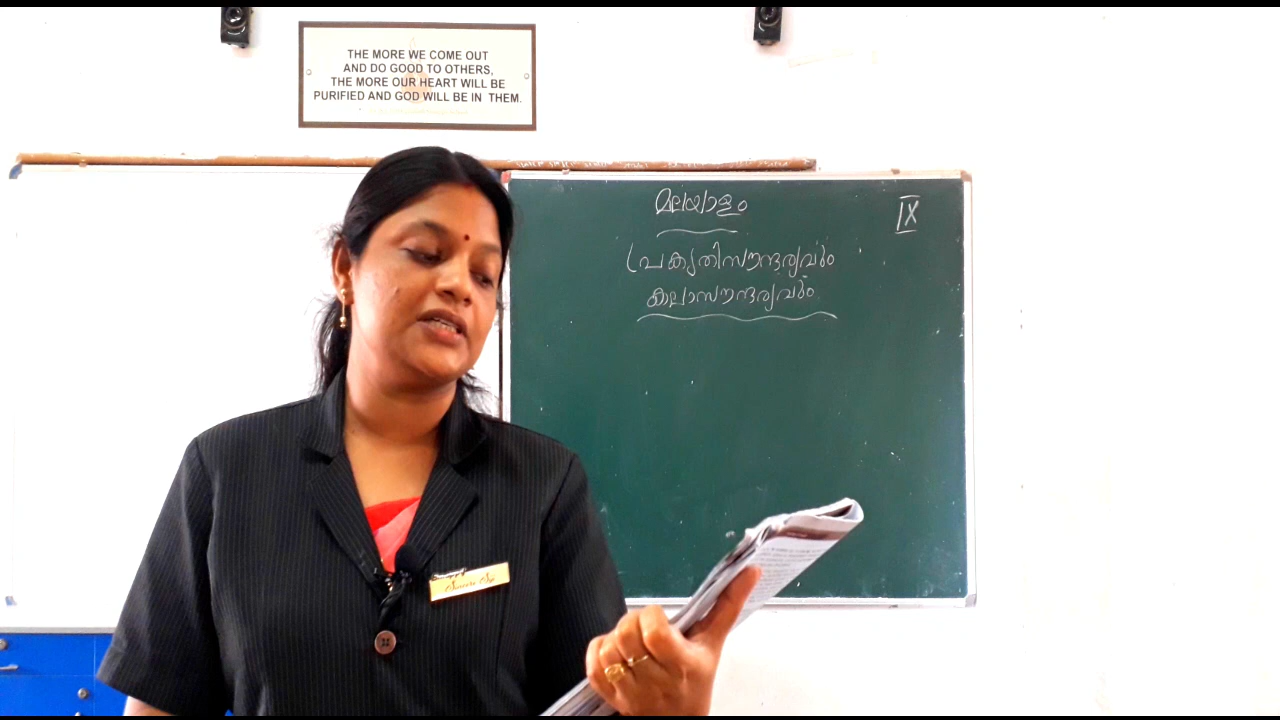 THE MORE WE COME OUT
AND DO GOOD TO OTHERS,
THE MORE OUR HEART WILL BE
PURIFIED AND GOD WILL BE IN THEM.
മലയാളം
IX
പ്രകൃതിസൗന്ദര്യവും
കലാസൗന്ദര്യവും